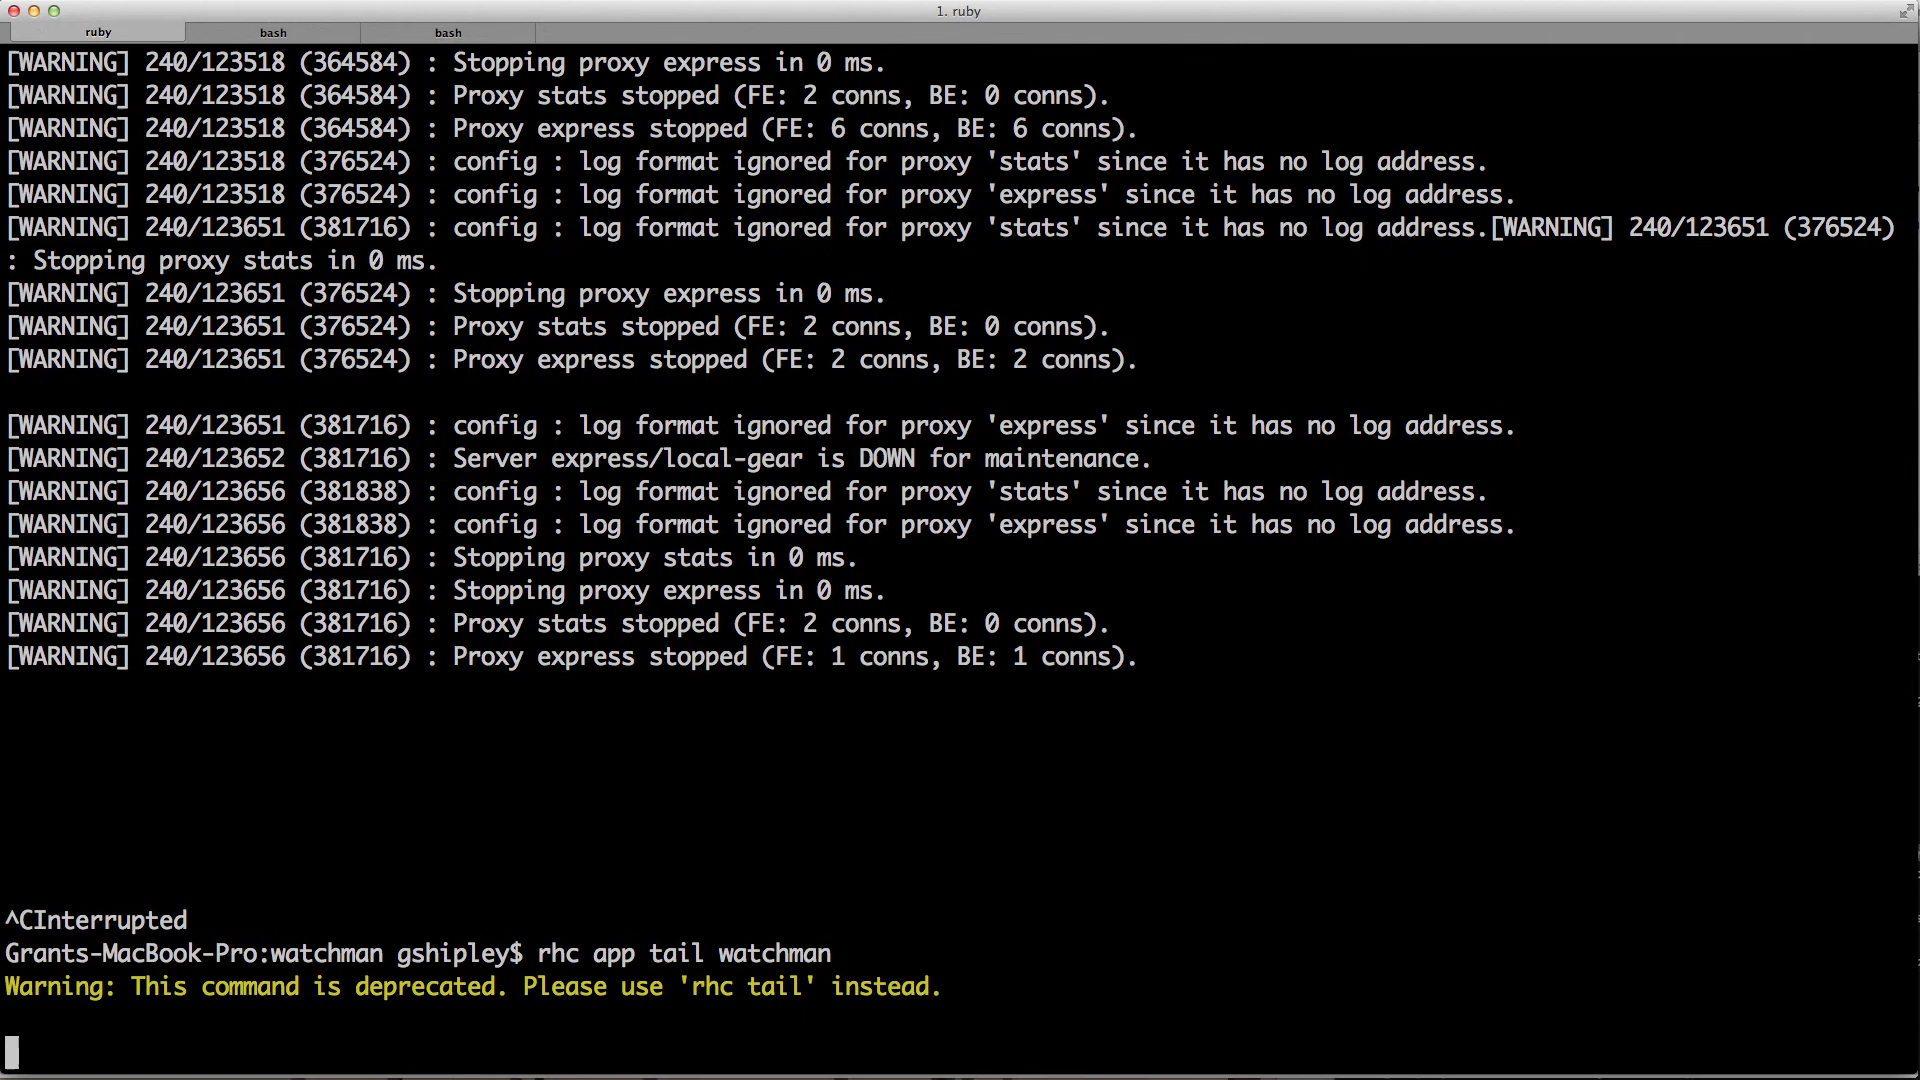 1. ruby
ruby bash bash
[WARNING] 240/123518 (364584) : Stopping proxy express in 0 ms.
[WARNING] 240/123518 (364584) : Proxy stats stopped (FE: 2 conns, BE: 0 conns).
[WARNING] 240/123518 (364584) : Proxy express stopped (FE: 6 conns, BE: 6 conns).
[WARNING] 240/123518 (376524) : config : log format ignored for proxy 'stats' since it has no log address.
[WARNING] 240/123518 (376524) : config : log format ignored for proxy 'express' since it has no log address.
[WARNING] 240/123651 (381716) : config : log format ignored for proxy 'stats' since it has no log address.[WARNING] 240/123651 (376524)
: Stopping proxy stats in 0 ms.
[WARNING] 240/123651 (376524) : Stopping proxy express in 0 ms.
[WARNING] 240/123651 (376524) : Proxy stats stopped (FE: 2 conns, BE: 0 conns).
[WARNING] 240/123651 (376524) : Proxy express stopped (FE: 2 conns, BE: 2 conns).
[WARNING] 240/123651 (381716) : config : log format ignored for proxy 'express' since it has no log address.
[WARNING] 240/123652 (381716) : Server express/local-gear is DOWN for maintenance.
[WARNING] 240/123656 (381838) : config : log format ignored for proxy 'stats' since it has no log address.
[WARNING] 240/123656 (381838) : config : log format ignored for proxy 'express' since it has no log address.
[WARNING] 240/123656 (381716) : Stopping proxy stats in 0 ms.
[WARNING] 240/123656 (381716) : Stopping proxy express in 0 ms.
[WARNING] 240/123656 (381716) : Proxy stats stopped (FE: 2 conns, BE: 0 conns).
[WARNING] 240/123656 (381716) : Proxy express stopped (FE: 1 conns, BE: 1 conns).
^CInterrupted
Grants-MacBook-Pro:watchman gshipley$ rhc app tail watchman
Warning: This command is deprecated. Please use 'rhc tail' instead.